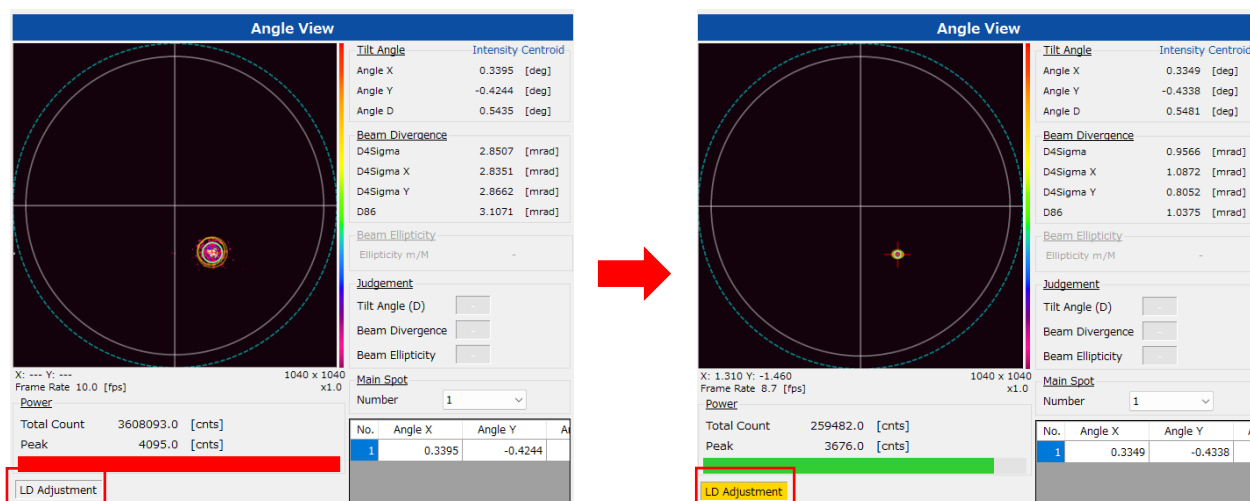 Angle View
Tilt Angle Intensity Centroid
Angle X 0.3395 [deg]
Angle Y -0.4244 [deg]
Angle D 0.5435 [deg]
Beam Divergence
D4Sigma 2.8507 [mrad]
D4Sigma X 2.8351 [mrad]
D4Sigma Y 2.8662 [mrad]
D86 3.1071 [mrad]
Beam Ellipticity
Ellipticity m/M -
Judgement
Tilt Angle (D) -
Beam Divergence -
Beam Ellipticity -
X: --- Y: --- 1040 x 1040
Frame Rate 10.0 [fps] x1.0
Main Spot
Number 1
Power
Total Count 3608093.0 [cnts]
Peak 4095.0 [cnts]
No. Angle X Angle Y
1 0.3395 -0.4244
LD Adjustment
Angle View
Tilt Angle Intensity Centroid
Angle X 0.3349 [deg]
Angle Y -0.4338 [deg]
Angle D 0.5481 [deg]
Beam Divergence
D4Sigma 0.9566 [mrad]
D4Sigma X 1.0872 [mrad]
D4Sigma Y 0.8052 [mrad]
D86 1.0375 [mrad]
Beam Ellipticity
Ellipticity m/M -
Judgement
Tilt Angle (D) -
Beam Divergence -
Beam Ellipticity -
X: 1.310 Y: -1.460 1040 x 1040
Frame Rate 8.7 [fps] x1.0
Main Spot
Number 1
Power
Total Count 259482.0 [cnts]
Peak 3676.0 [cnts]
No. Angle X Angle Y
1 0.3349 -0.4338
LD Adjustment